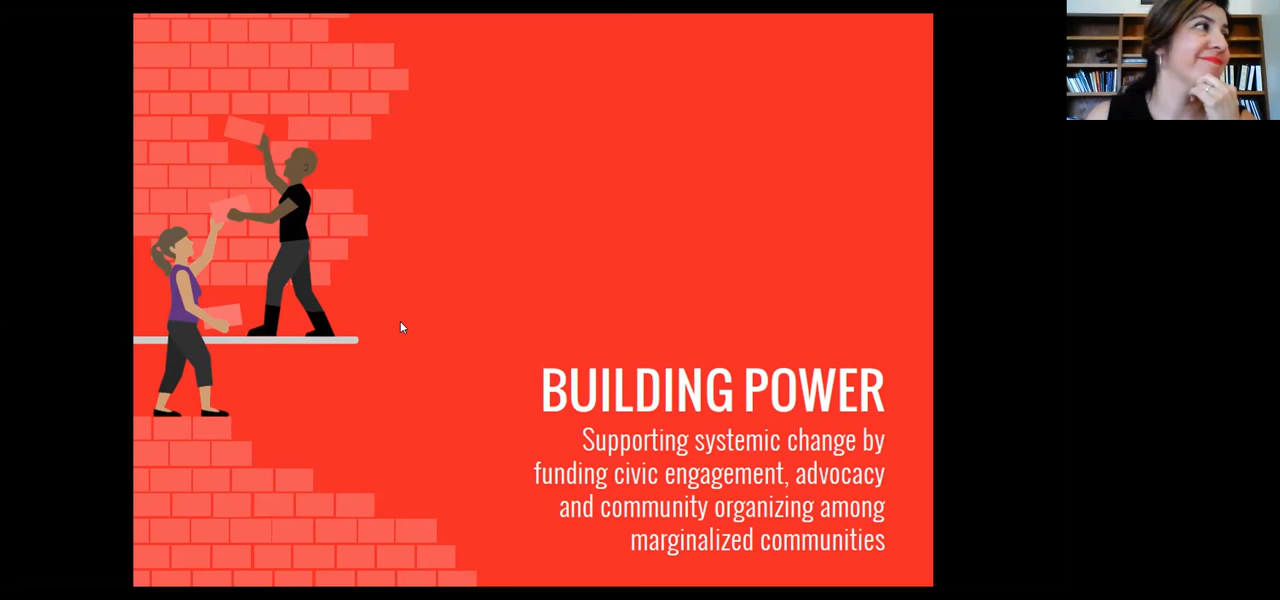 BUILDING POWER
Supporting systemic change by
funding civic engagement, advocacy
and community organizing among
marginalized communities